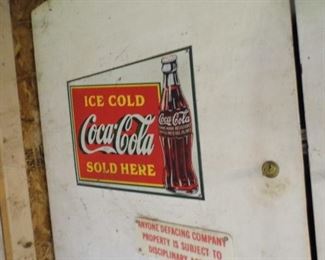 ICE COLD
Coca-Cola
SOLD HERE
Coca-Cola
ANYONE DEFACING COMPANY
PROPERTY IS SUBJECT TO
DISCIPLINARY